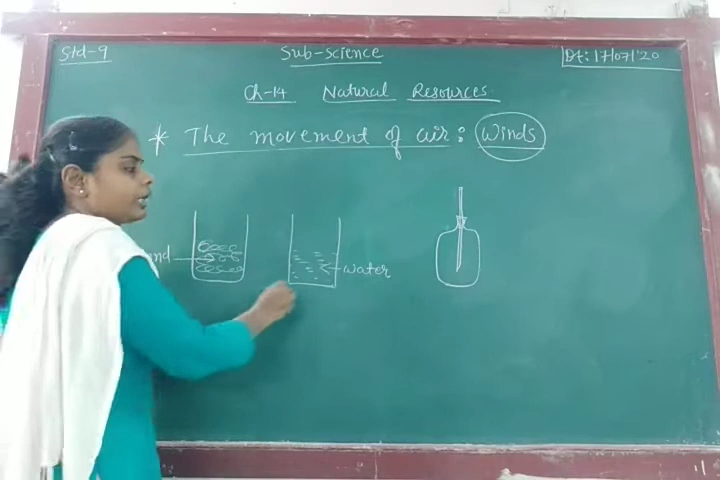 Std-9
Sub-science
Dt: 17/07/'20
Ch-14 Natural Resources.
* The movement of air: Winds
water